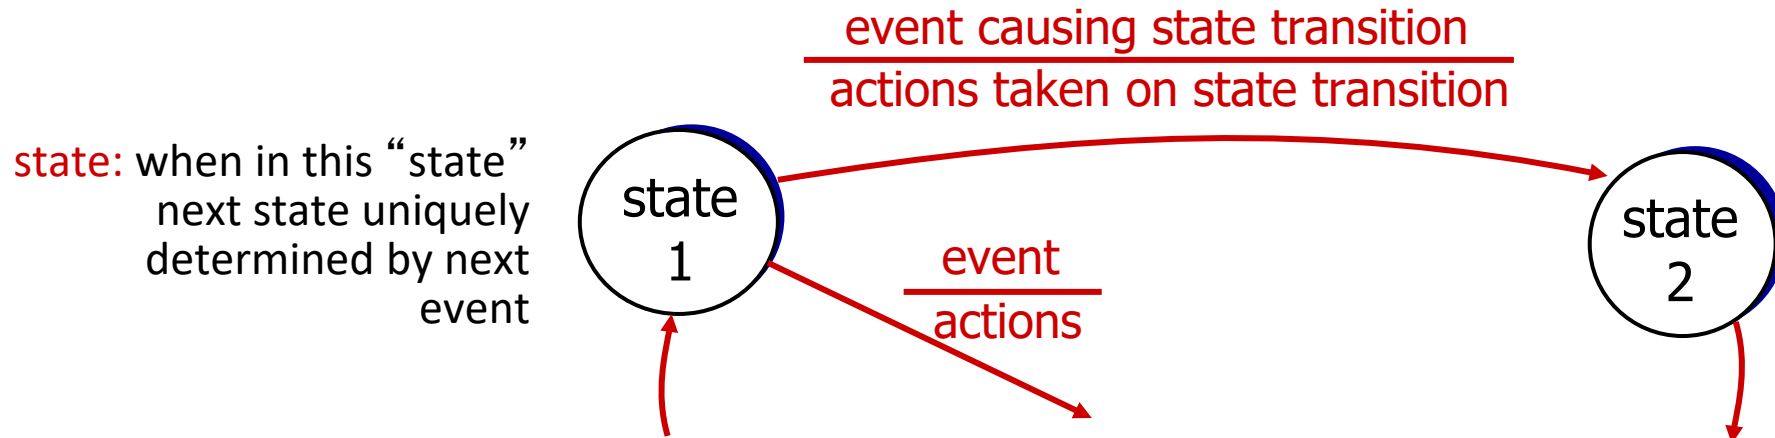 event causing state transition
actions taken on state transition
state: when in this “state”
next state uniquely
determined by next
event
state
1
event
actions
state
2